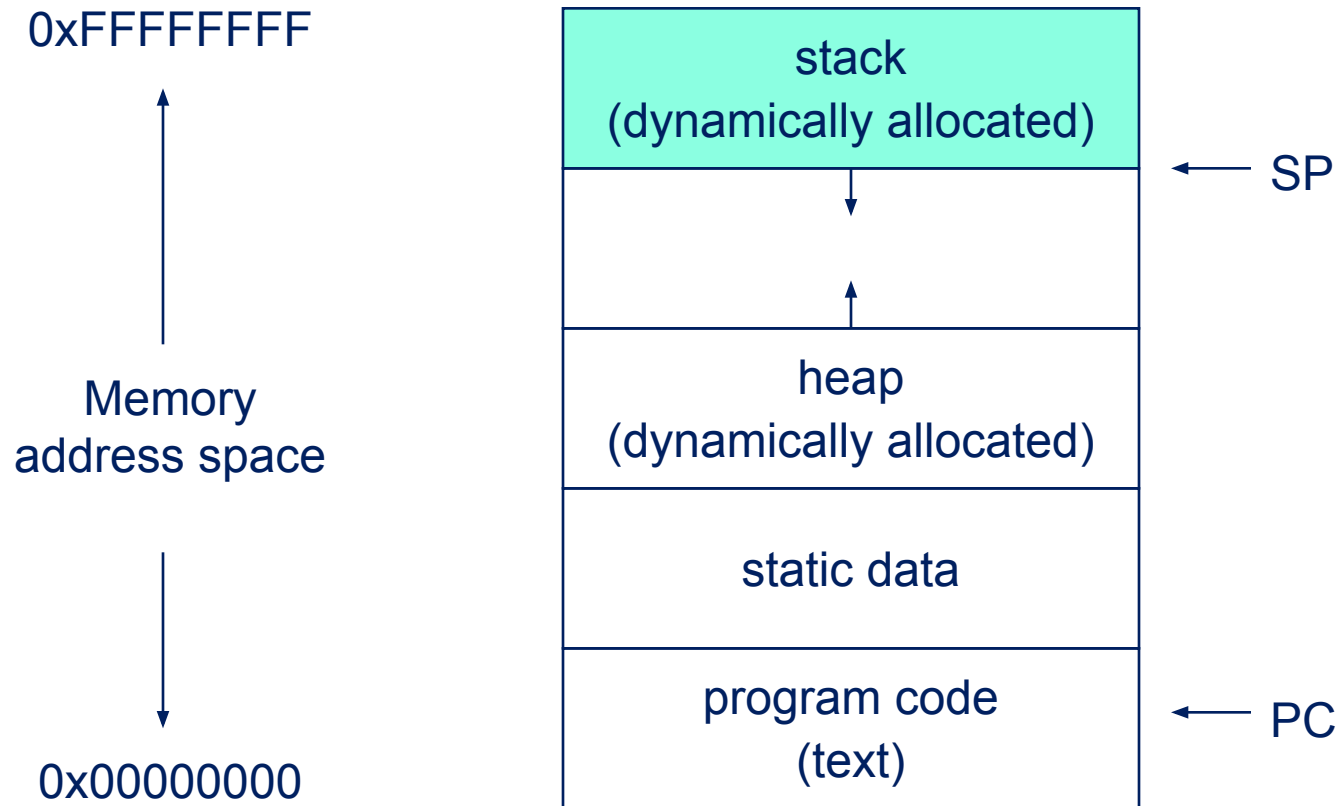 0xFFFFFFFF
stack
(dynamically allocated)
SP
Memory
address space
heap
(dynamically allocated)
static data
program code
(text)
PC
0x00000000